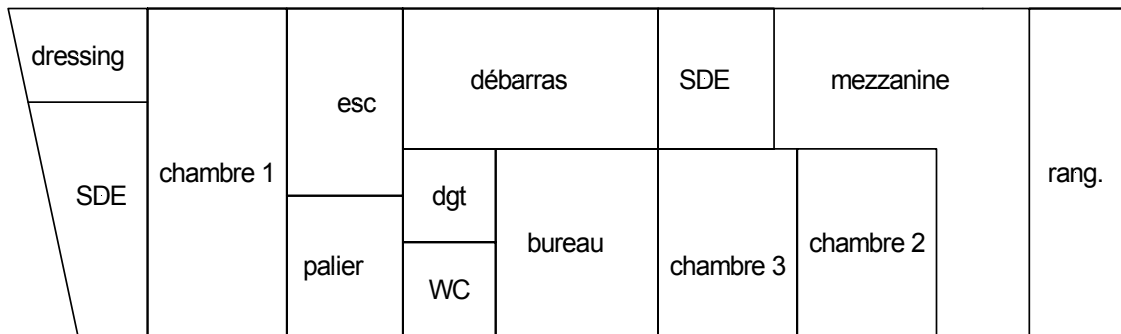 dressing
SDE
chambre 1
esc
palier
débarras
dgt
WC
bureau
SDE
mezzanine
chambre 3
chambre 2
rang.